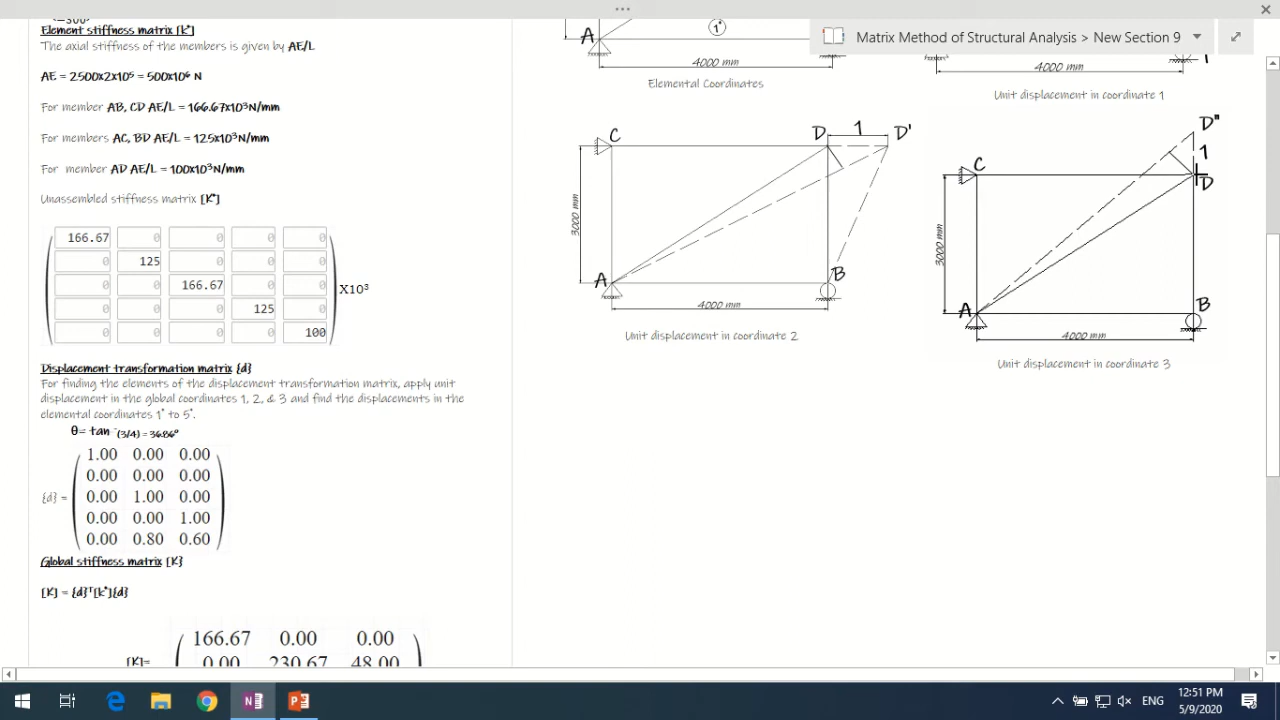 Element stiffness matrix [k*]
The axial stiffness of the members is given by AE/L
AE = 2500x2x10⁵ = 500x10⁶ N
For member AB, CD AE/L = 166.67x10³N/mm
For members AC, BD AE/L = 125x10³N/mm
For member AD AE/L = 100x10³N/mm
Unassembled stiffness matrix [K*]
166.67 0 0 0 0
0 125 0 0 0
0 0 166.67 0 0
0 0 0 125 0
0 0 0 0 100
X10³
Displacement transformation matrix {d}
For finding the elements of the displacement transformation matrix, apply unit
displacement in the global coordinates 1, 2, & 3 and find the displacements in the
elemental coordinates 1* to 5*.
θ= tan⁻(3/4) =36.86°
{d} =
1.00 0.00 0.00
0.00 0.00 0.00
0.00 1.00 0.00
0.00 0.00 1.00
0.00 0.80 0.60
Global stiffness matrix [K}
[K] = {d}ᵀ[k*]{d}
[K]=
166.67 0.00 0.00
0.00 230.67 48.00
A
1*
4000 mm
Elemental Coordinates
Matrix Method of Structural Analysis > New Section 9
4000 mm
1
Unit displacement in coordinate 1
C
D
1
D'
3000 mm
A
B
4000 mm
Unit displacement in coordinate 2
D"
1
C
D
3000 mm
A
B
4000 mm
Unit displacement in coordinate 3
ENG
12:51 PM
5/9/2020